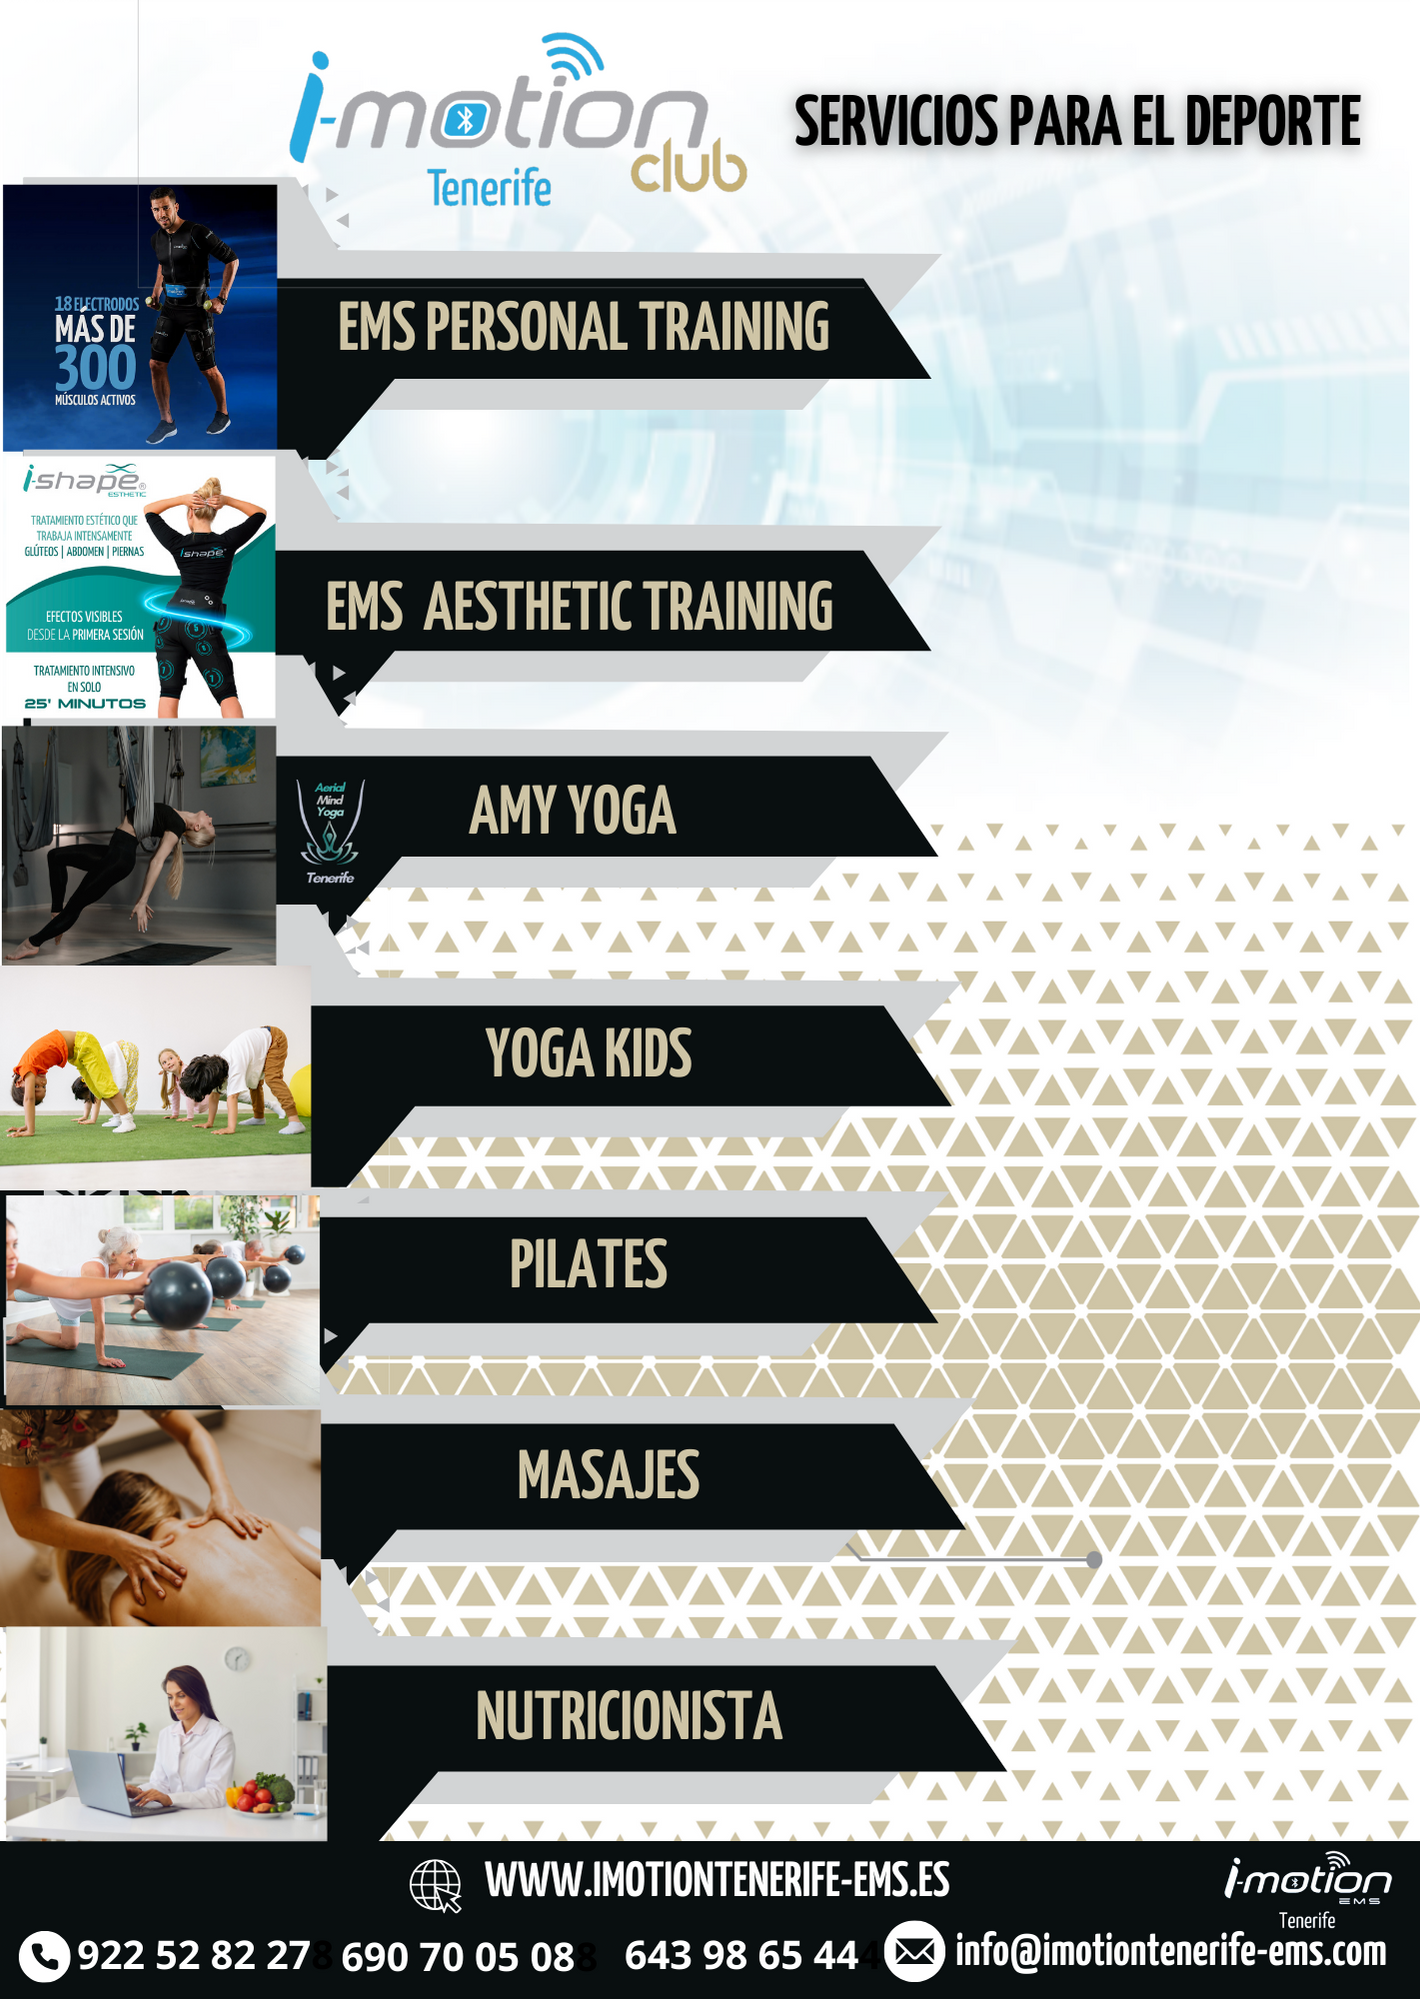 i-motion
club
Tenerife
SERVICIOS PARA EL DEPORTE
18 ELECTRODOS
MÁS DE
300
MÚSCULOS ACTIVOS
EMS PERSONAL TRAINING
i-shape®
ESTHETIC
TRATAMIENTO ESTÉTICO QUE
TRABAJA INTENSAMENTE
GLÚTEOS | ABDOMEN | PIERNAS
ishape
EFECTOS VISIBLES
DESDE LA PRIMERA SESIÓN
TRATAMIENTO INTENSIVO
EN SOLO
25' MINUTOS
EMS AESTHETIC TRAINING
Aerial
Mind
Yoga
Tenerife
AMY YOGA
YOGA KIDS
PILATES
MASAJES
NUTRICIONISTA
WWW.IMOTIONTENERIFE-EMS.ES
i-motion
EMS
Tenerife
922 52 82 27 690 70 05 08 643 98 65 44 info@imotiontenerife-ems.com